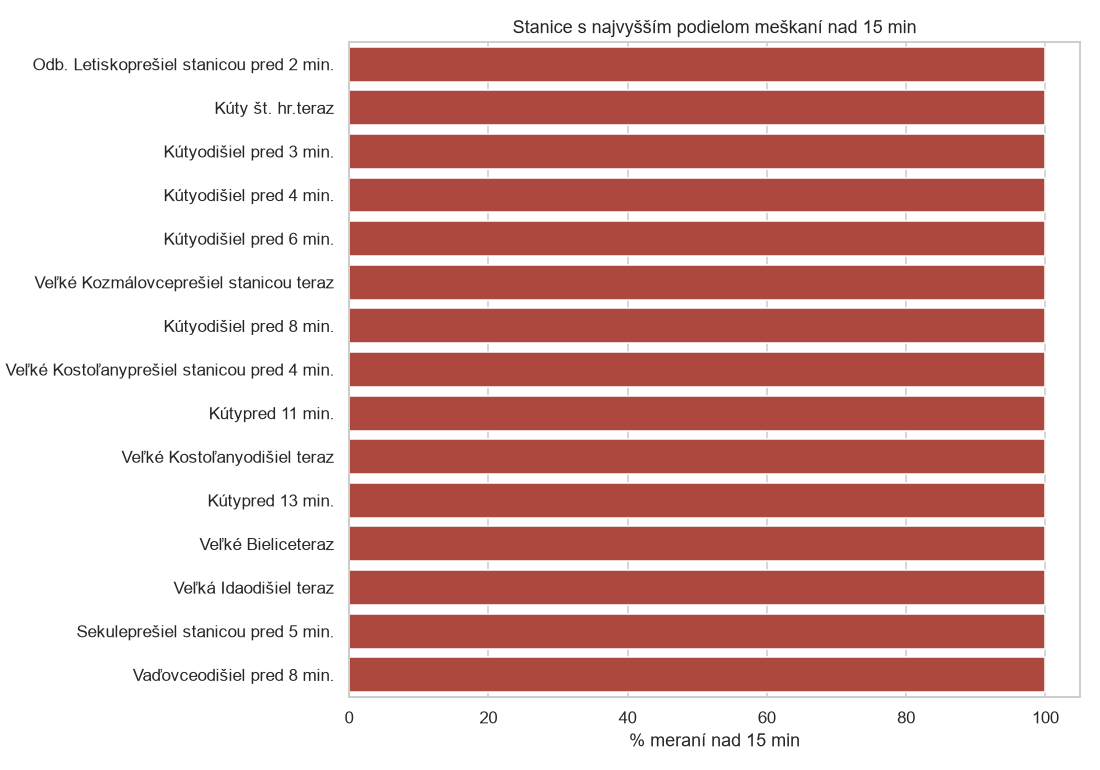 Stanice s najvyšším podielom meškaní nad 15 min
Odb. Letiskoprešiel stanicou pred 2 min.
Kúty št. hr.teraz
Kútyodišiel pred 3 min.
Kútyodišiel pred 4 min.
Kútyodišiel pred 6 min.
Veľké Kozmálovceprešiel stanicou teraz
Kútyodišiel pred 8 min.
Veľké Kostoľanyprešiel stanicou pred 4 min.
Kútypred 11 min.
Veľké Kostoľanyodišiel teraz
Kútypred 13 min.
Veľké Bieliceteraz
Veľká Idaodišiel teraz
Sekuleprešiel stanicou pred 5 min.
Vaďovceodišiel pred 8 min.
0 20 40 60 80 100
% meraní nad 15 min